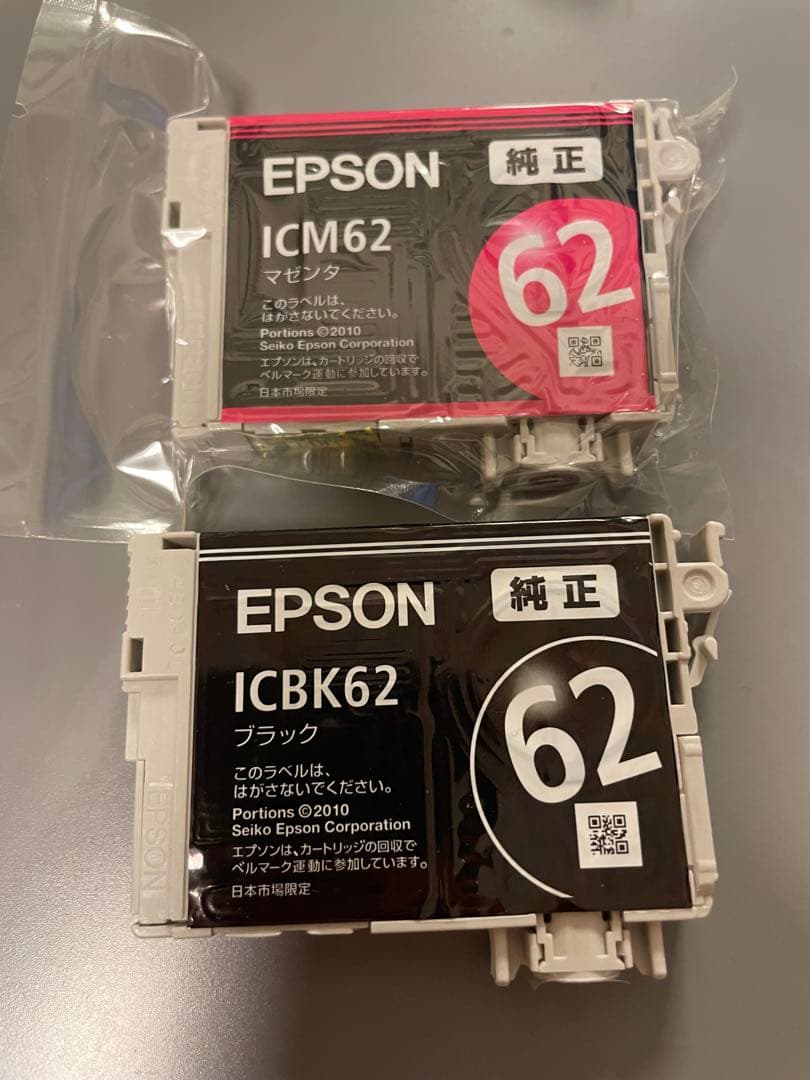 EPSON
純正
ICM62
マゼンタ
62
このラベルは、
はがさないでください。
Portions ©2010
Seiko Epson Corporation
エプソンは、カートリッジの回収で
ベルマーク運動に参加しています。
日本市場限定
EPSON
純正
ICBK62
ブラック
62
このラベルは、
はがさないでください。
Portions ©2010
Seiko Epson Corporation
エプソンは、カートリッジの回収で
ベルマーク運動に参加しています。
日本市場限定
EPSON